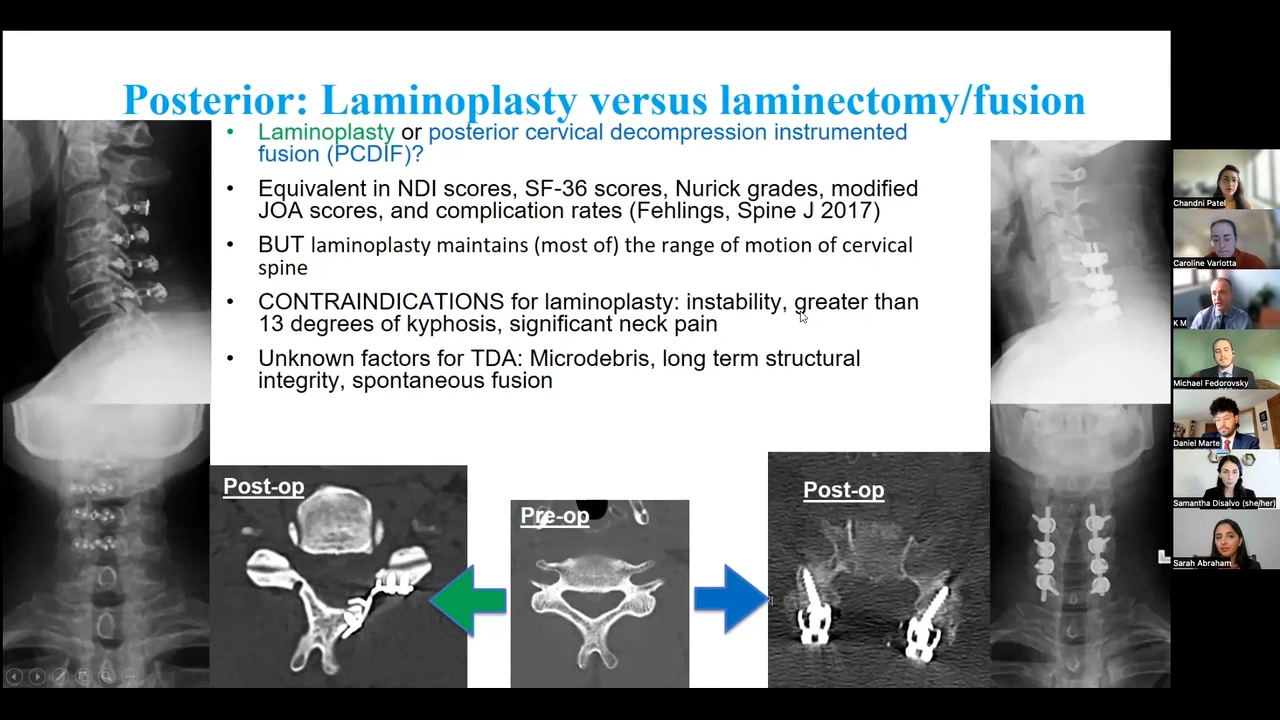 Posterior: Laminoplasty versus laminectomy/fusion
• Laminoplasty or posterior cervical decompression instrumented
fusion (PCDIF)?
• Equivalent in NDI scores, SF-36 scores, Nurick grades, modified
JOA scores, and complication rates (Fehlings, Spine J 2017)
• BUT laminoplasty maintains (most of) the range of motion of cervical
spine
• CONTRAINDICATIONS for laminoplasty: instability, greater than
13 degrees of kyphosis, significant neck pain
• Unknown factors for TDA: Microdebris, long term structural
integrity, spontaneous fusion
Post-op
Pre-op
Post-op
L
Chandni Patel
Caroline Varlotta
K M
Michael Fedorovsky
Daniel Marte
Samantha Disalvo (she/her)
Sarah Abraham